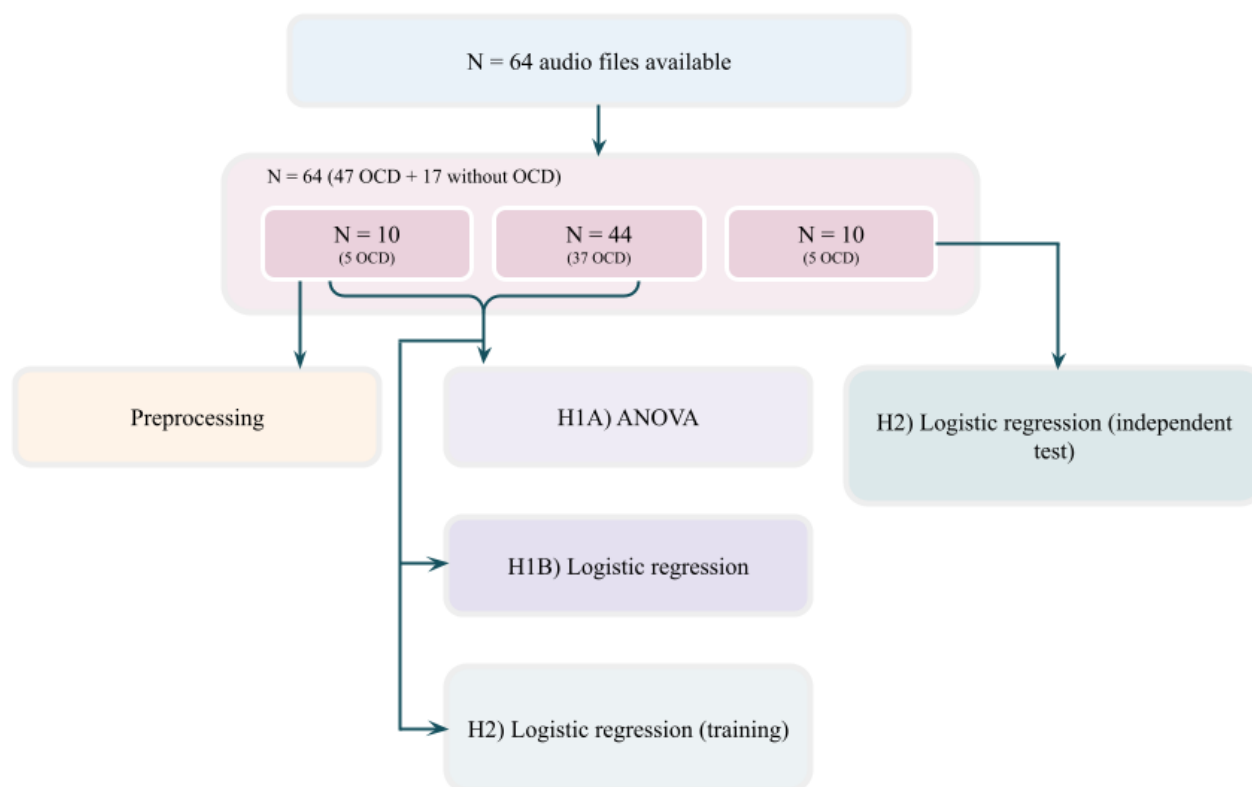 N = 64 audio files available
N = 64 (47 OCD + 17 without OCD)
N = 10
(5 OCD)
N = 44
(37 OCD)
N = 10
(5 OCD)
Preprocessing
H1A) ANOVA
H2) Logistic regression (independent
test)
H1B) Logistic regression
H2) Logistic regression (training)